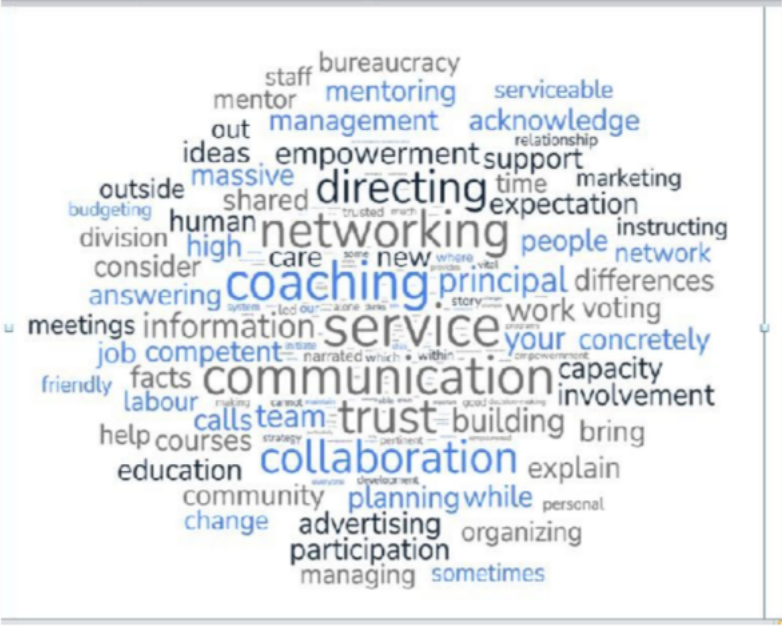 bureaucracy
staff
mentor mentoring serviceable
out management acknowledge
relationship
ideas empowerment support
massive directing time marketing
outside shared expectation
budgeting human trusted much
division high networking people instructing
network
consider care some new where
vital
answering coaching principal differences
story
meetings information service work voting
your concretely
job competent narrated which within
friendly facts communication capacity
labour involvement
calls team trust building bring
help courses strategy pertinent
education collaboration explain
everyone development
community planning while personal
change advertising organizing
participation
managing sometimes